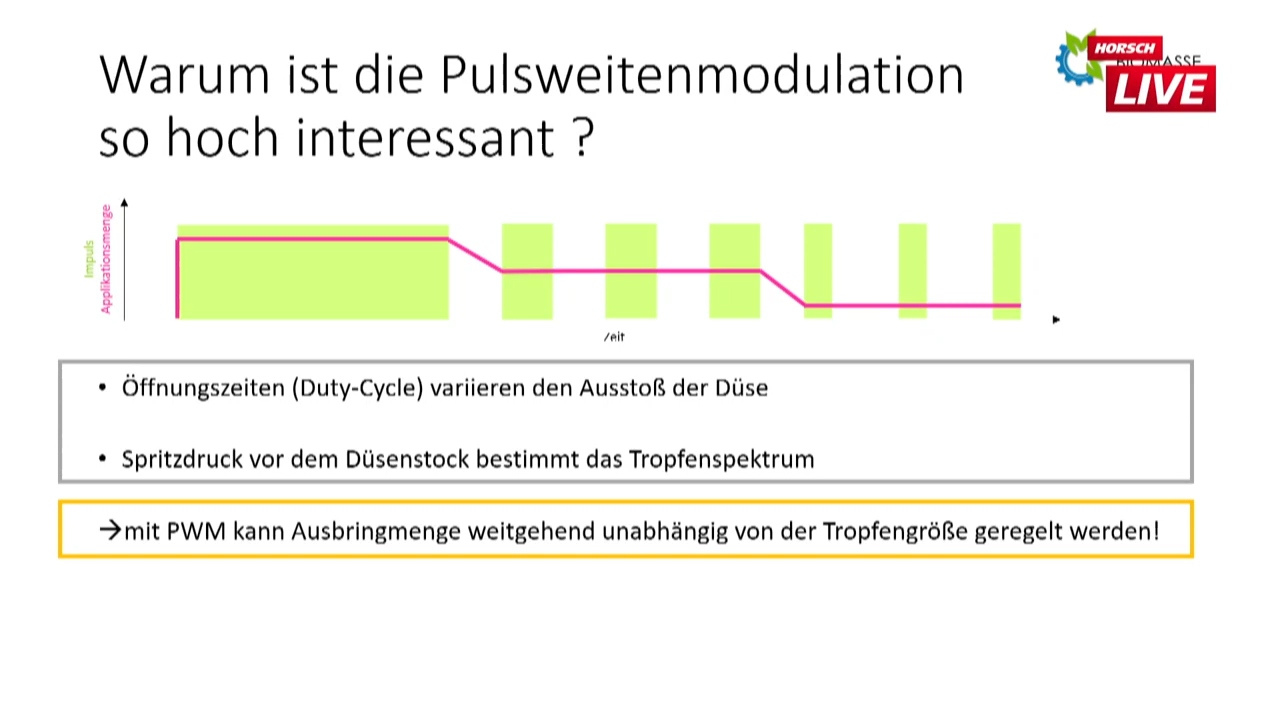 Warum ist die Pulsweitenmodulation
so hoch interessant ?
HORSCH
LIVE
Impuls
Applikationsmenge
• Öffnungszeiten (Duty-Cycle) variieren den Ausstoß der Düse
• Spritzdruck vor dem Düsenstock bestimmt das Tropfenspektrum
→mit PWM kann Ausbringmenge weitgehend unabhängig von der Tropfengröße geregelt werden!